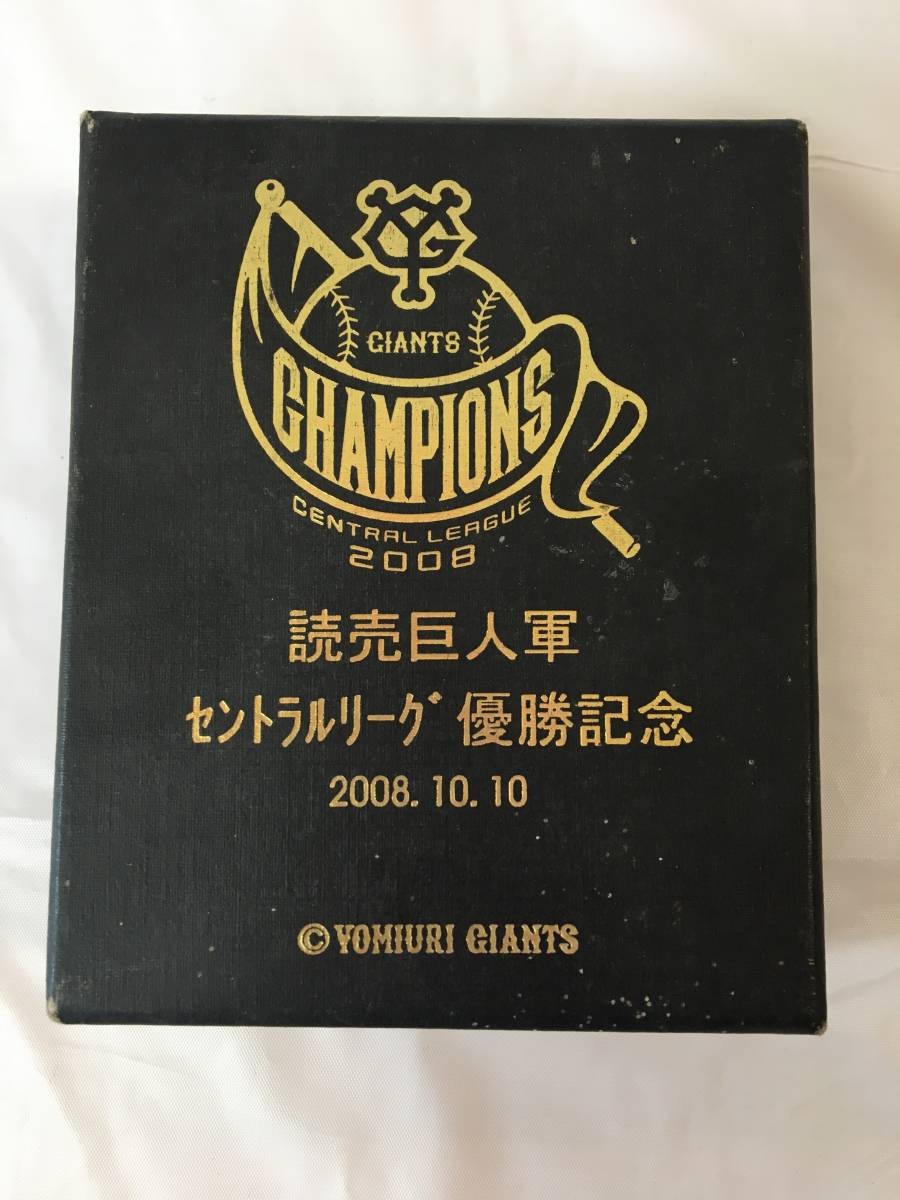 YG
GIANTS
CHAMPIONS
CENTRAL LEAGUE
2008
読売巨人軍
ｾﾝﾄﾗﾙﾘｰｸﾞ 優勝記念
2008. 10. 10
© YOMIURI GIANTS